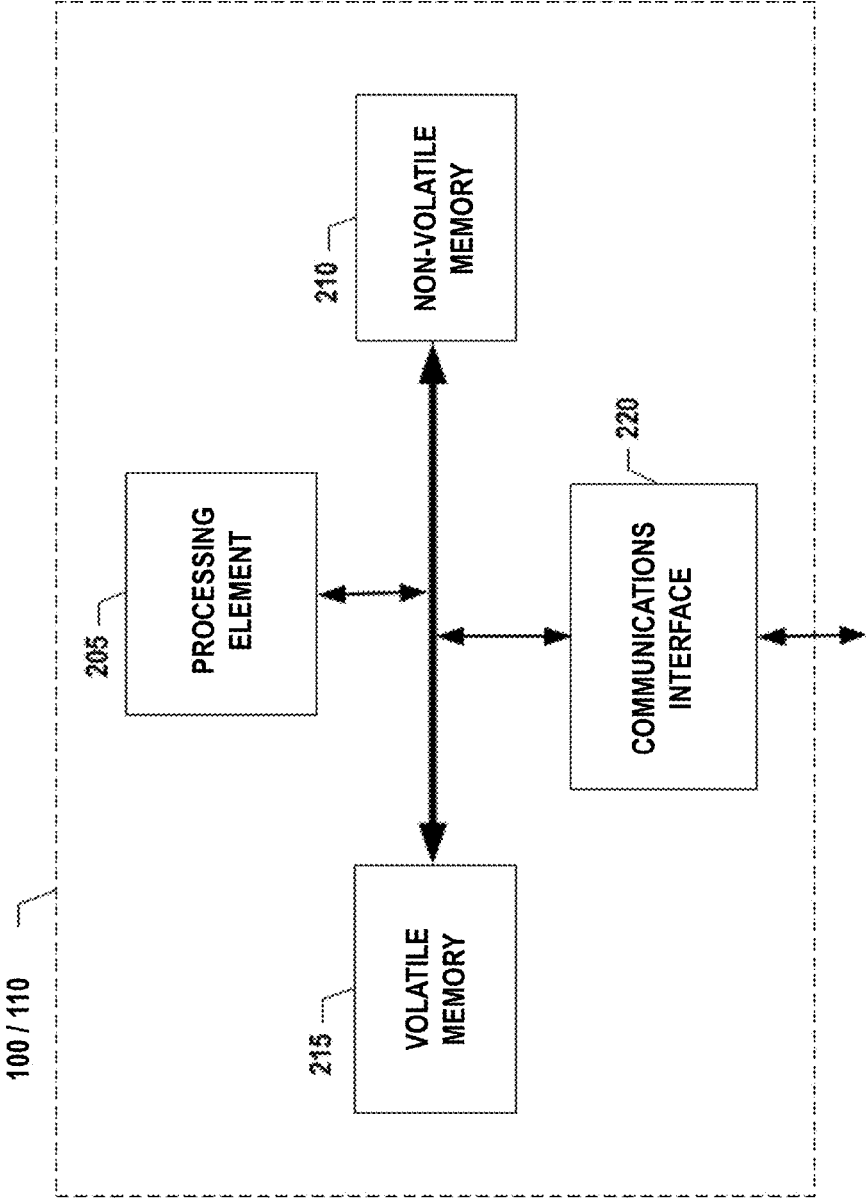 100 / 110
205
PROCESSING
ELEMENT
215
VOLATILE
MEMORY
210
NON-VOLATILE
MEMORY
220
COMMUNICATIONS
INTERFACE